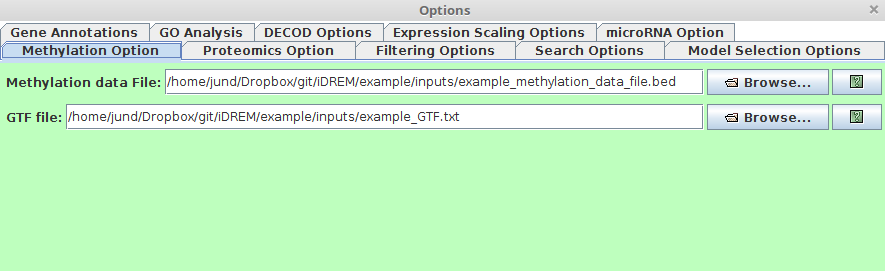 Options
Gene Annotations GO Analysis DECOD Options Expression Scaling Options microRNA Option
Methylation Option Proteomics Option Filtering Options Search Options Model Selection Options
Methylation data File: /home/jund/Dropbox/git/iDREM/example/inputs/example_methylation_data_file.bed Browse... ?
GTF file: /home/jund/Dropbox/git/iDREM/example/inputs/example_GTF.txt Browse... ?